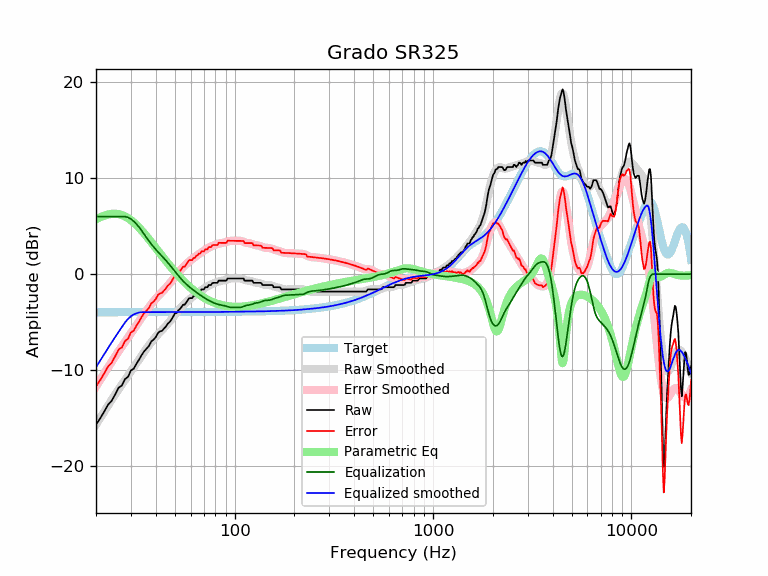 Grado SR325
20
10
0
−10
−20
Amplitude (dBr)
Target
Raw Smoothed
Error Smoothed
Raw
Error
Parametric Eq
Equalization
Equalized smoothed
100
1000
10000
Frequency (Hz)